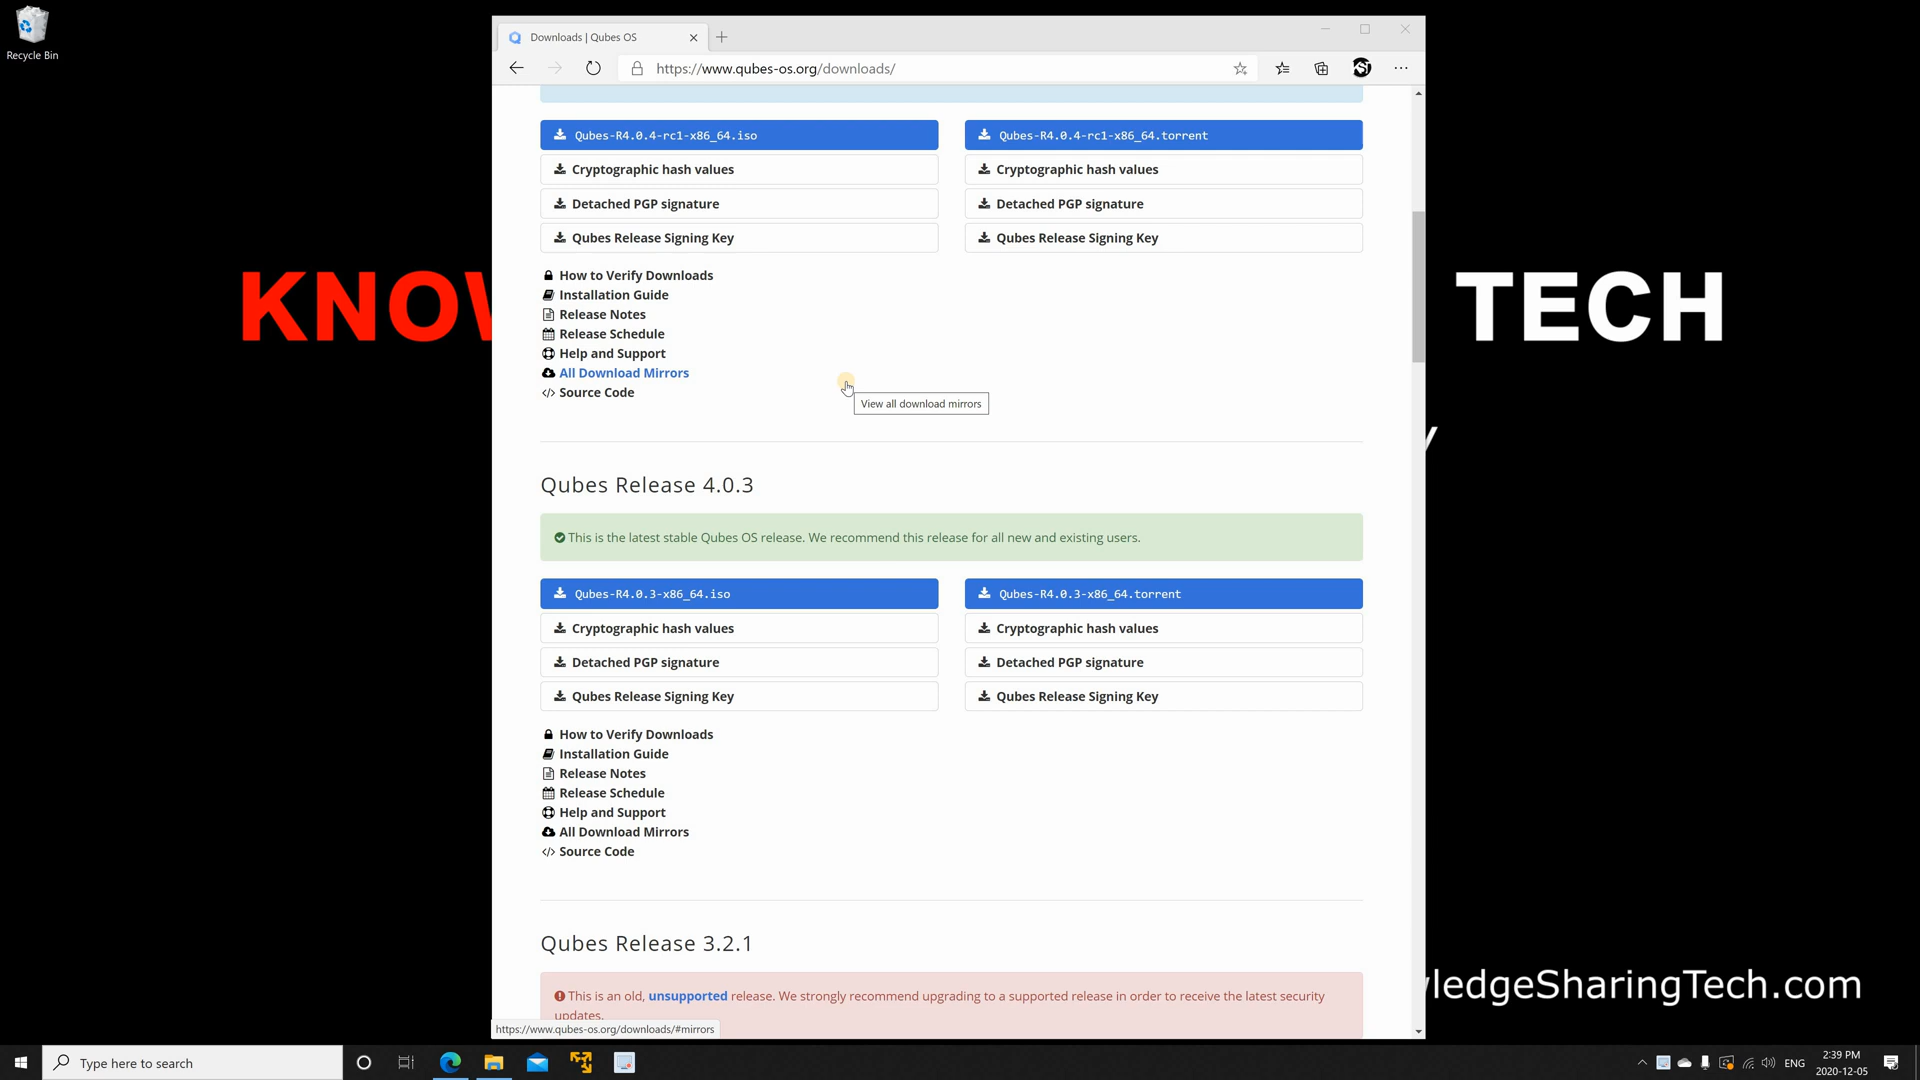 Recycle Bin
Downloads | Qubes OS
https://www.qubes-os.org/downloads/
Qubes-R4.0.4-rc1-x86_64.iso
Qubes-R4.0.4-rc1-x86_64.torrent
Cryptographic hash values
Cryptographic hash values
Detached PGP signature
Detached PGP signature
Qubes Release Signing Key
Qubes Release Signing Key
How to Verify Downloads
Installation Guide
Release Notes
Release Schedule
Help and Support
All Download Mirrors
Source Code
View all download mirrors
KNOW
TECH
Qubes Release 4.0.3
This is the latest stable Qubes OS release. We recommend this release for all new and existing users.
Qubes-R4.0.3-x86_64.iso
Qubes-R4.0.3-x86_64.torrent
Cryptographic hash values
Cryptographic hash values
Detached PGP signature
Detached PGP signature
Qubes Release Signing Key
Qubes Release Signing Key
How to Verify Downloads
Installation Guide
Release Notes
Release Schedule
Help and Support
All Download Mirrors
</> Source Code
Qubes Release 3.2.1
This is an old, unsupported release. We strongly recommend upgrading to a supported release in order to receive the latest security
updates.
https://www.qubes-os.org/downloads/#mirrors
wledgeSharingTech.com
Type here to search
ENG
2:39 PM
2020-12-05